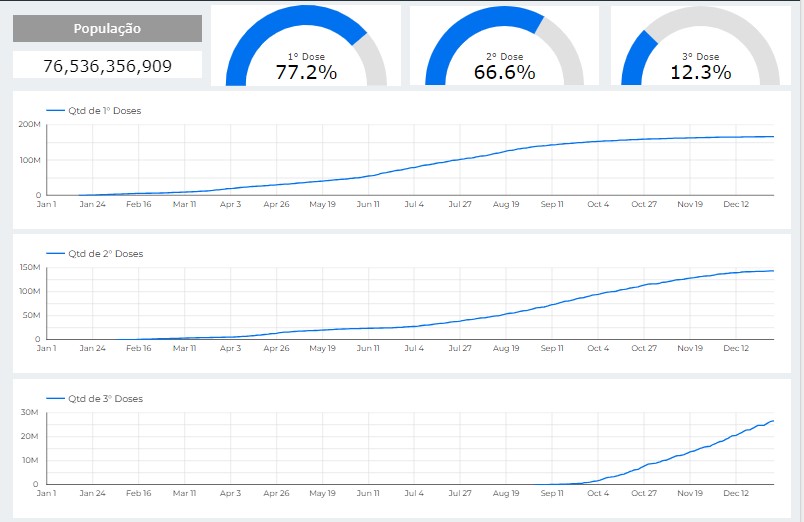 População
76,536,356,909
1° Dose
77.2%
2° Dose
66.6%
3° Dose
12.3%
Qtd de 1° Doses
200M
100M
0
Jan 1 Jan 24 Feb 16 Mar 11 Apr 3 Apr 26 May 19 Jun 11 Jul 4 Jul 27 Aug 19 Sep 11 Oct 4 Oct 27 Nov 19 Dec 12
Qtd de 2° Doses
150M
100M
50M
0
Jan 1 Jan 24 Feb 16 Mar 11 Apr 3 Apr 26 May 19 Jun 11 Jul 4 Jul 27 Aug 19 Sep 11 Oct 4 Oct 27 Nov 19 Dec 12
Qtd de 3° Doses
30M
20M
10M
0
Jan 1 Jan 24 Feb 16 Mar 11 Apr 3 Apr 26 May 19 Jun 11 Jul 4 Jul 27 Aug 19 Sep 11 Oct 4 Oct 27 Nov 19 Dec 12